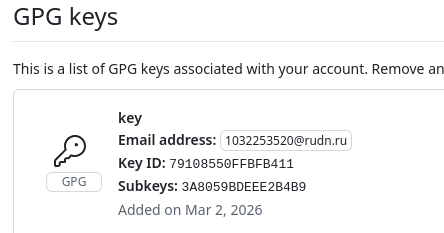 GPG keys
This is a list of GPG keys associated with your account. Remove an
key
Email address: 1032253520@rudn.ru
Key ID: 79108550FFBFB411
GPG
Subkeys: 3A8059BDEEE2B4B9
Added on Mar 2, 2026